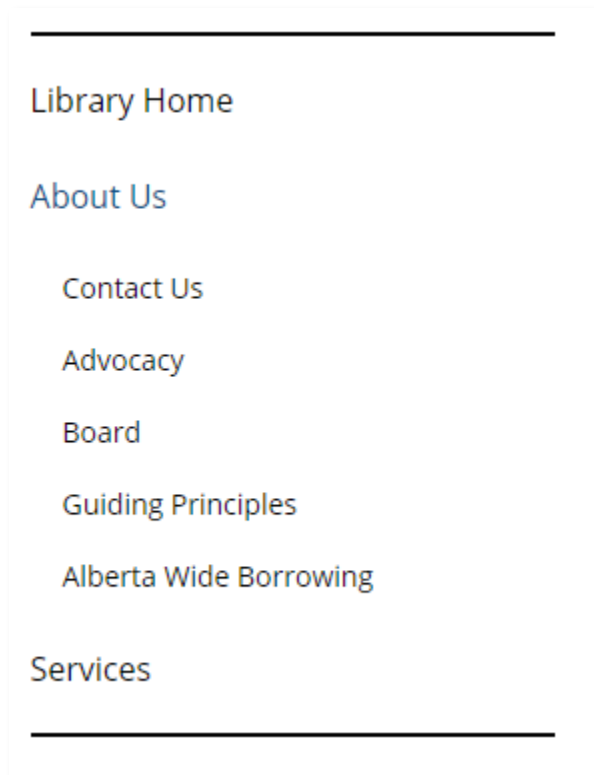 Library Home
About Us
Contact Us
Advocacy
Board
Guiding Principles
Alberta Wide Borrowing
Services